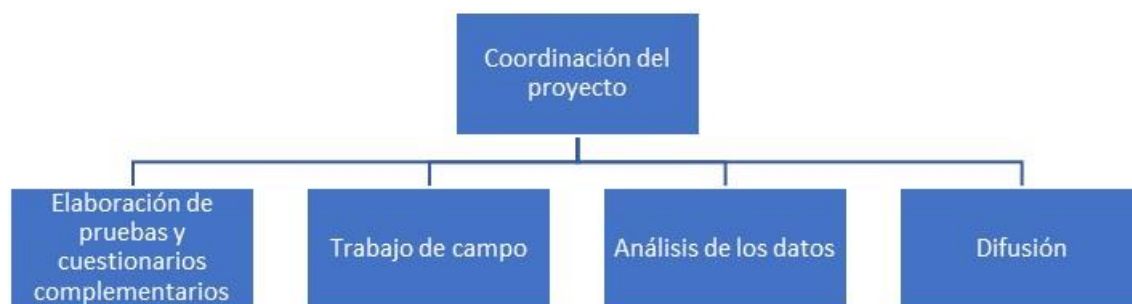 Coordinación del
proyecto
Elaboración de
pruebas y
cuestionarios
complementarios
Trabajo de campo
Análisis de los datos
Difusión